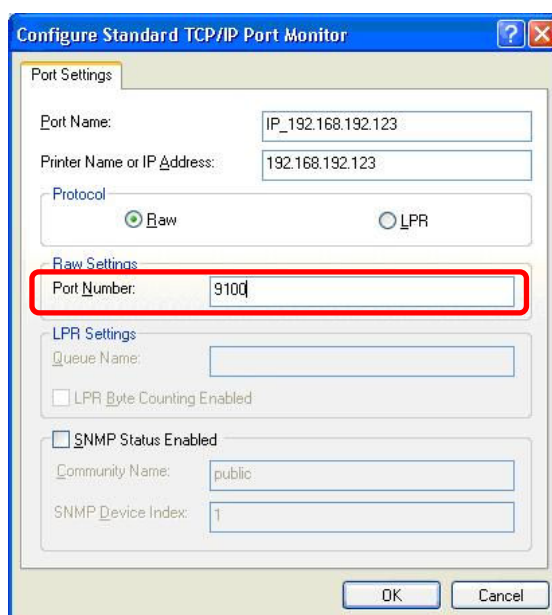 Configure Standard TCP/IP Port Monitor
Port Settings
Port Name: IP_192.168.192.123
Printer Name or IP Address: 192.168.192.123
Protocol
Raw LPR
Raw Settings
Port Number: 9100
LPR Settings
Queue Name:
LPR Byte Counting Enabled
SNMP Status Enabled
Community Name: public
SNMP Device Index: 1
OK Cancel